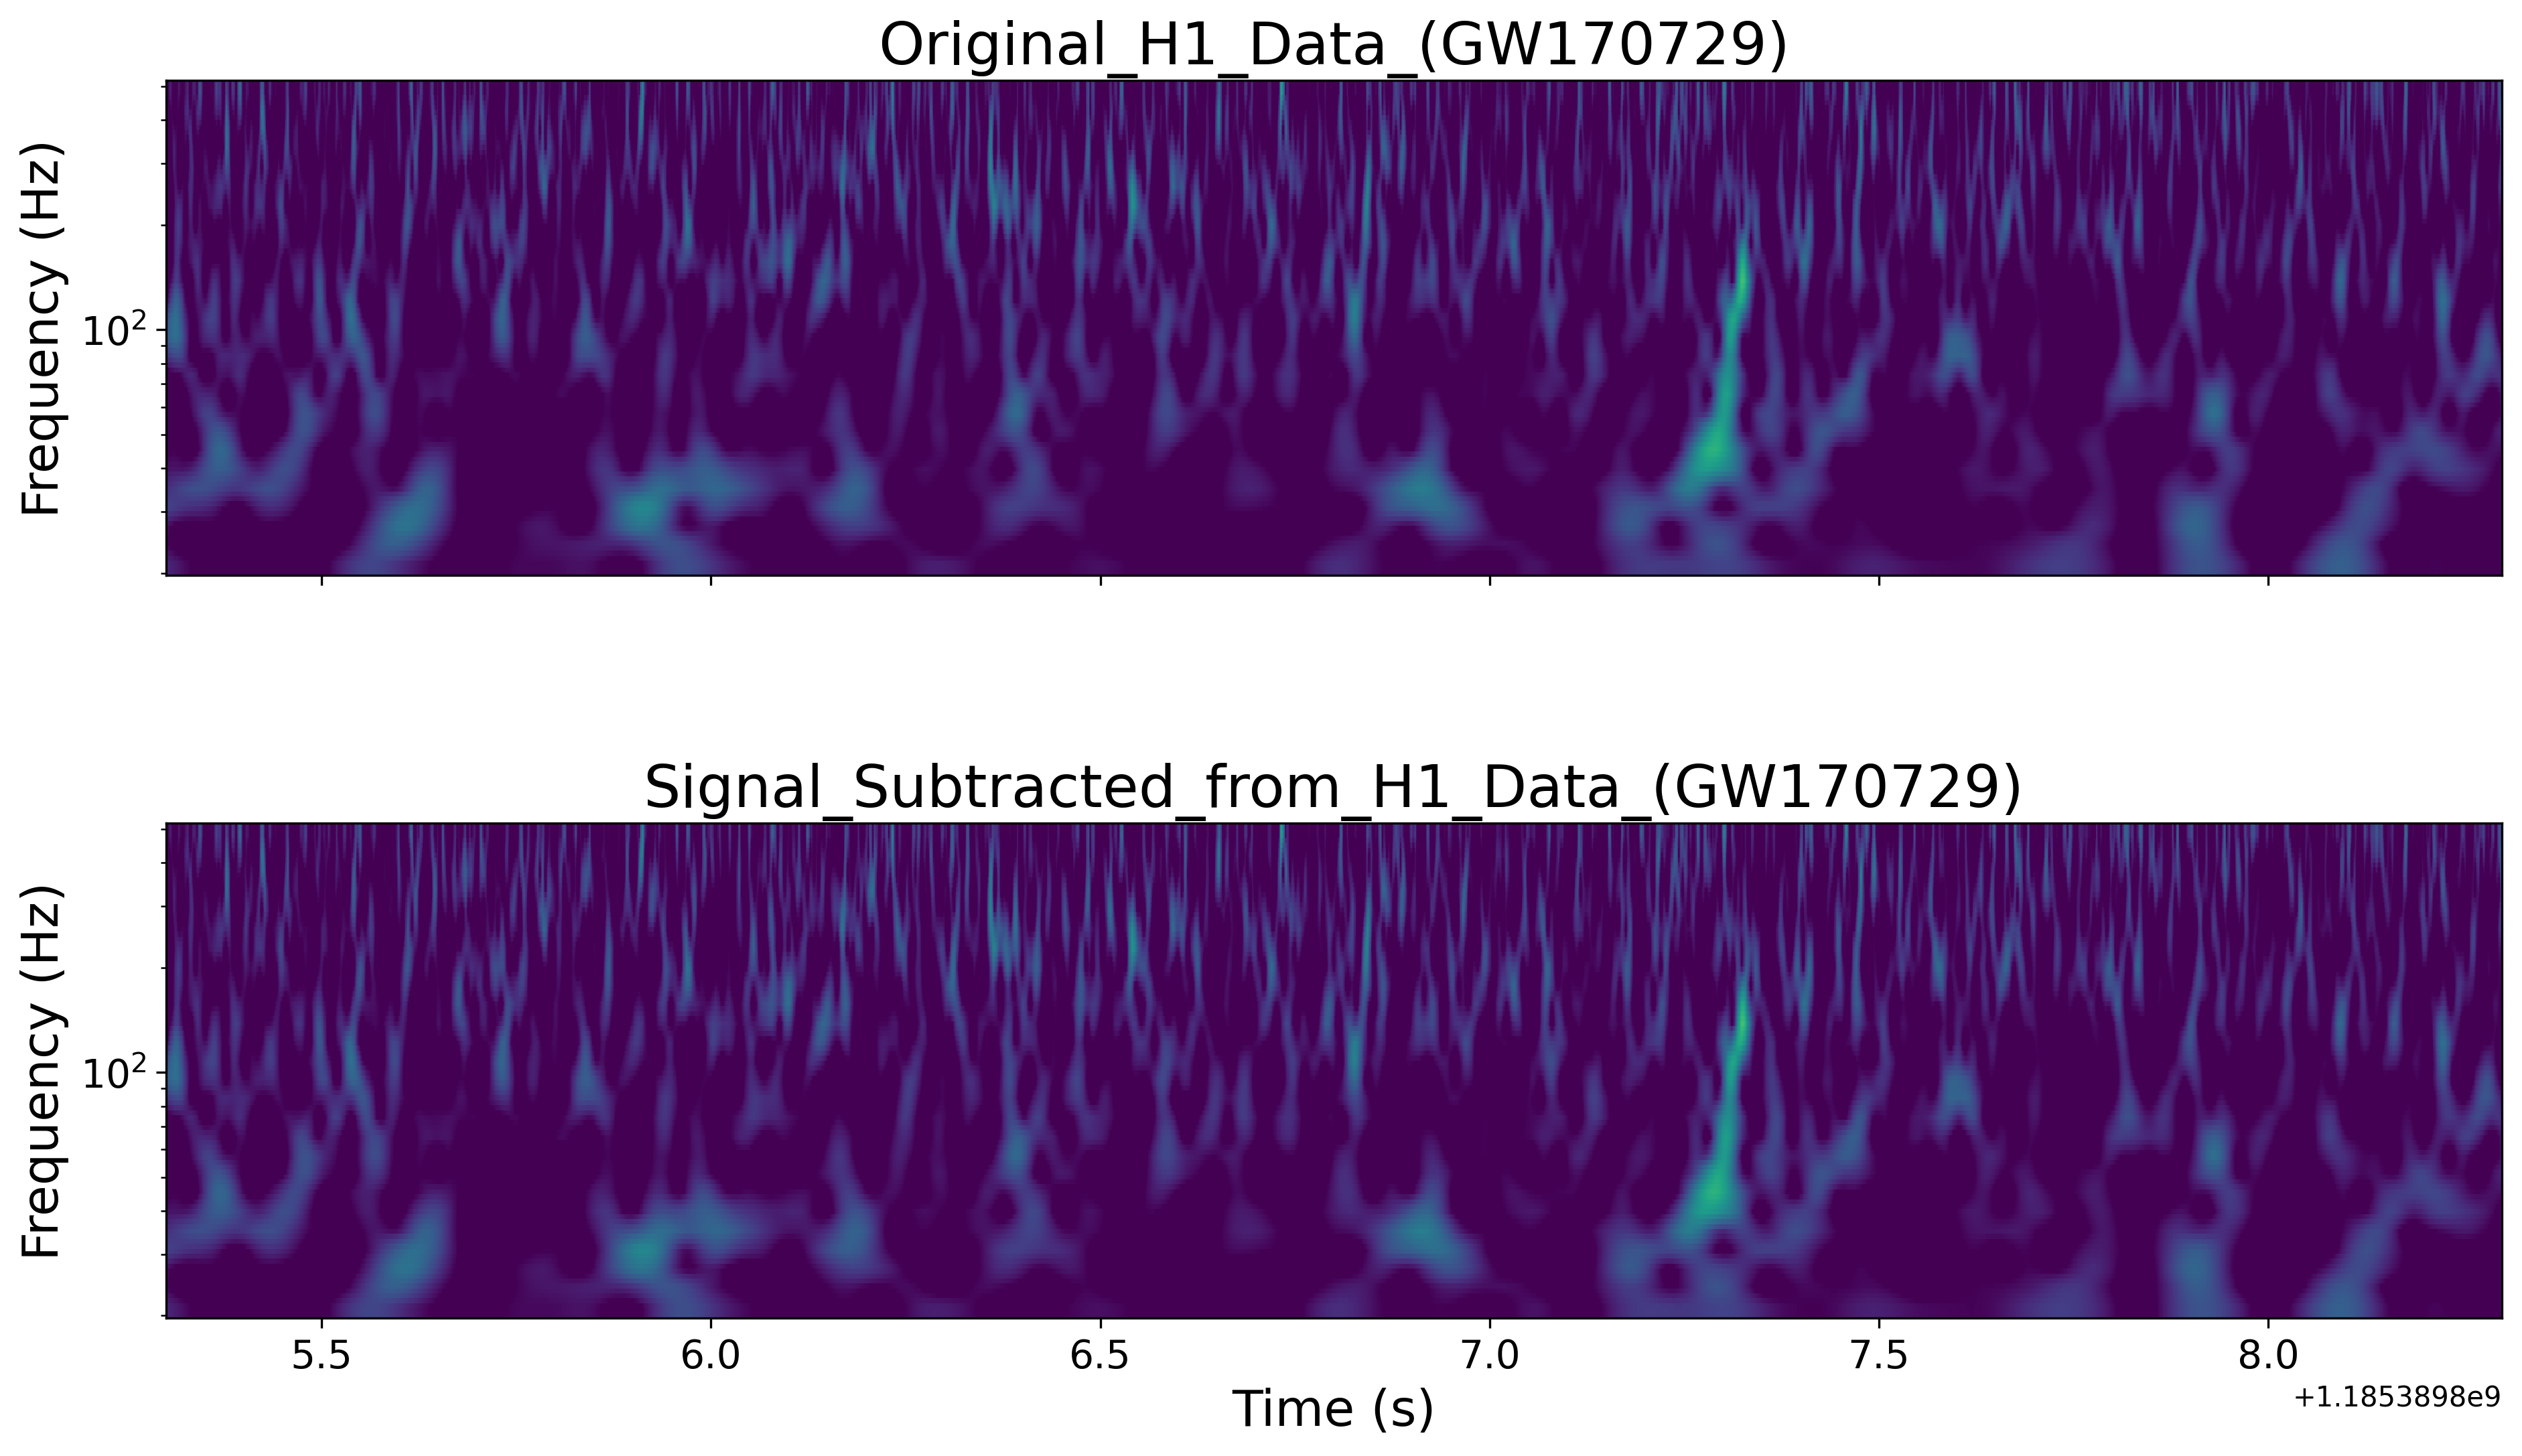 Original_H1_Data_(GW170729)
Frequency (Hz)
10²
Signal_Subtracted_from_H1_Data_(GW170729)
Frequency (Hz)
10²
5.5 6.0 6.5 7.0 7.5 8.0
Time (s)
+1.1853898e9